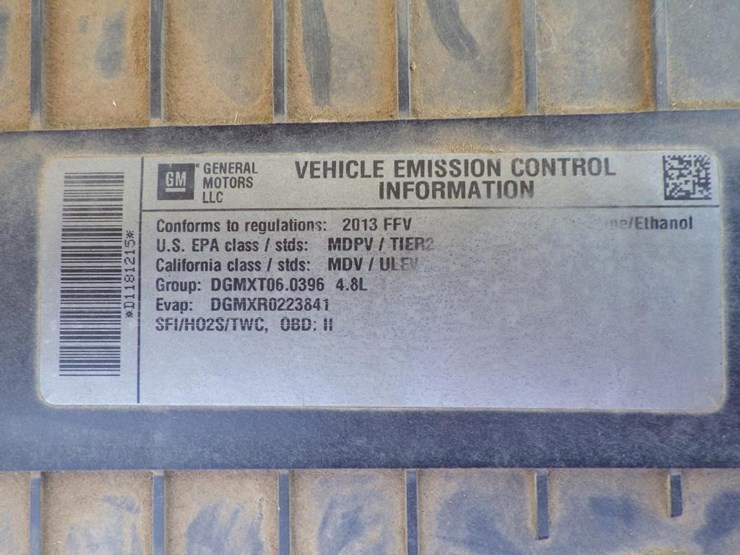 *D1181215*
GM
GENERAL
MOTORS
LLC
VEHICLE EMISSION CONTROL
INFORMATION
Conforms to regulations: 2013 FFV /Ethanol
U.S. EPA class / stds: MDPV / TIER2
California class / stds: MDV / ULEV
Group: DGMXT06.0396 4.8L
Evap: DGMXR0223841
SFI/HO2S/TWC, OBD: II